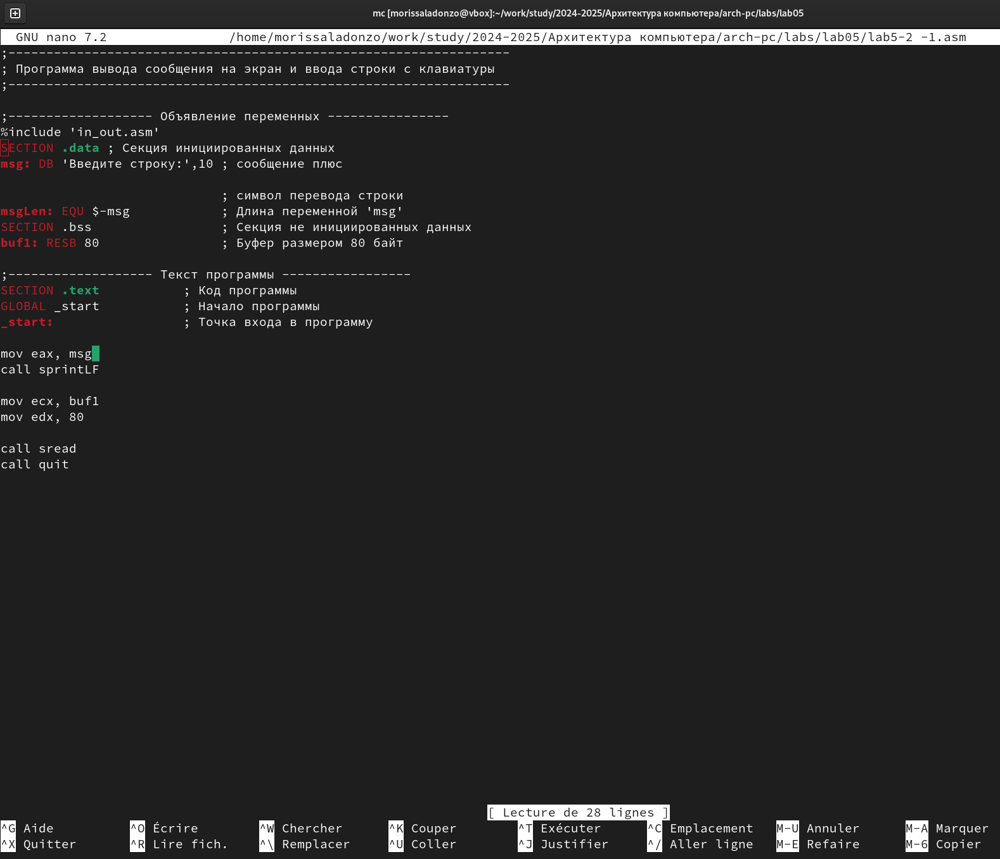 mc [morissaladonzo@vbox]:~/work/study/2024-2025/Архитектура компьютера/arch-pc/labs/lab05
GNU nano 7.2 /home/morissaladonzo/work/study/2024-2025/Архитектура компьютера/arch-pc/labs/lab05/lab5-2 -1.asm
;------------------------------------------------------------------
; Программа вывода сообщения на экран и ввода строки с клавиатуры
;------------------------------------------------------------------
;------------------- Объявление переменных ----------------
%include 'in_out.asm'
SECTION .data ; Секция инициированных данных
msg: DB 'Введите строку:',10 ; сообщение плюс
; символ перевода строки
msgLen: EQU $-msg ; Длина переменной 'msg'
SECTION .bss ; Секция не инициированных данных
buf1: RESB 80 ; Буфер размером 80 байт
;------------------- Текст программы -----------------
SECTION .text ; Код программы
GLOBAL _start ; Начало программы
_start: ; Точка входа в программу
mov eax, msg
call sprintLF
mov ecx, buf1
mov edx, 80
call sread
call quit
[ Lecture de 28 lignes ]
^G Aide ^O Écrire ^W Chercher ^K Couper ^T Exécuter ^C Emplacement M-U Annuler M-A Marquer
^X Quitter ^R Lire fich. ^\ Remplacer ^U Coller ^J Justifier ^/ Aller ligne M-E Refaire M-6 Copier